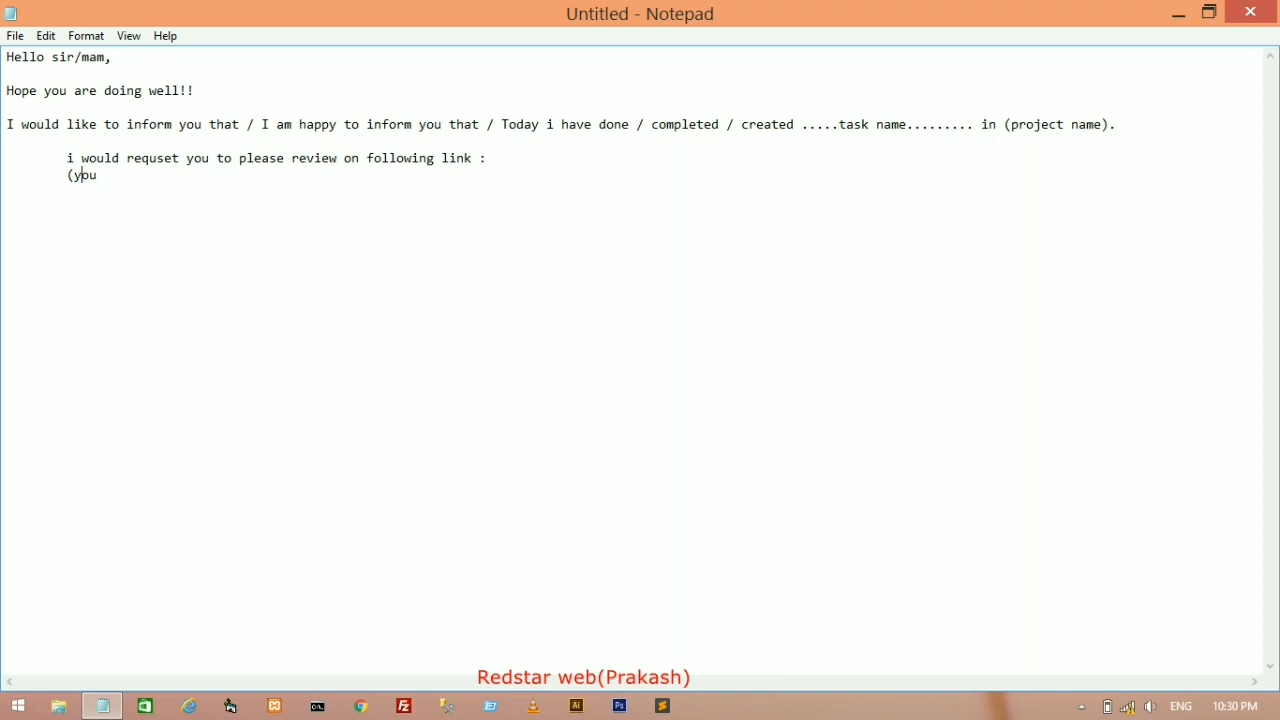 Untitled - Notepad
File Edit Format View Help
Hello sir/mam,
Hope you are doing well!!
I would like to inform you that / I am happy to inform you that / Today i have done / completed / created .....task name......... in (project name).
i would requset you to please review on following link :
(you
Redstar web(Prakash)
Ai Ps ENG 10:30 PM